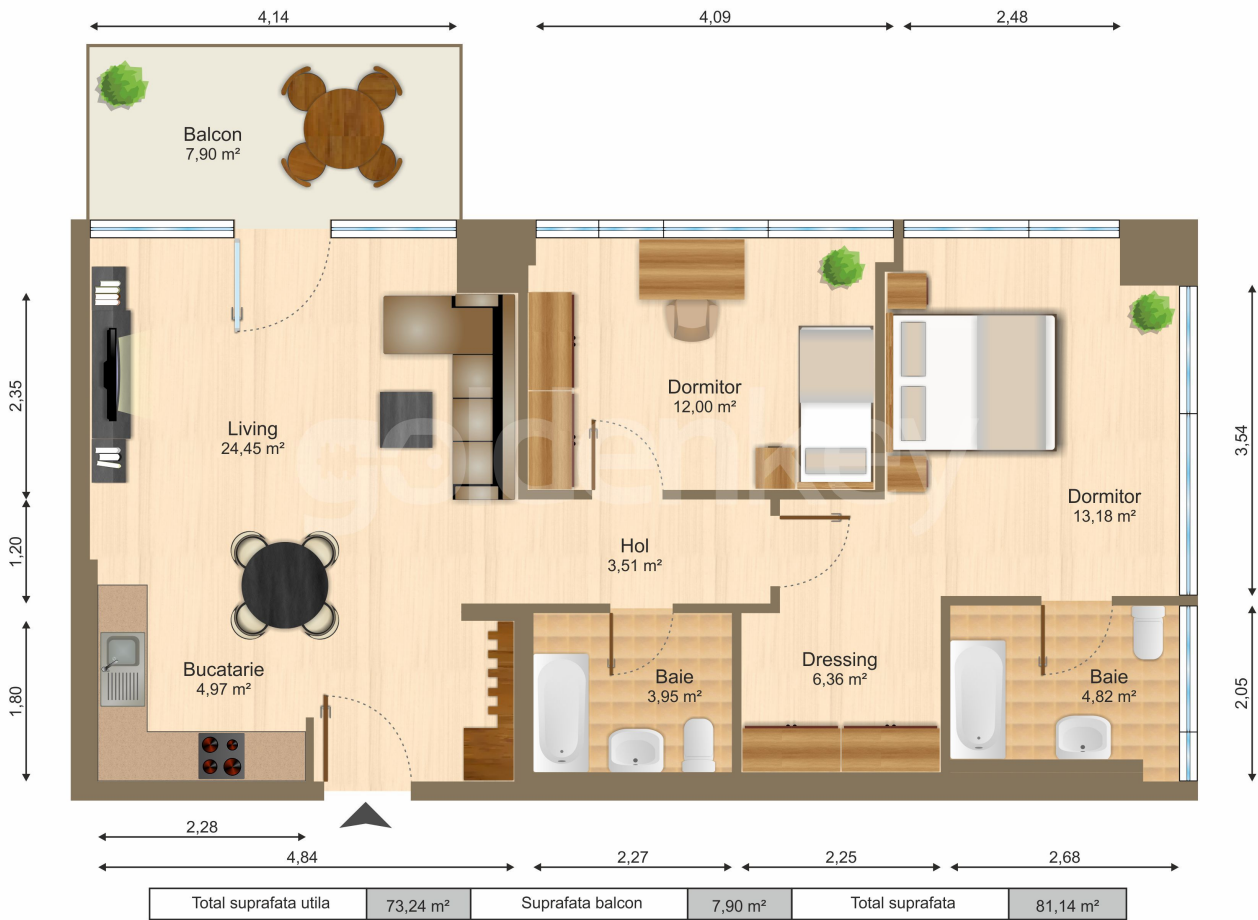 4,14
4,09
2,48
Balcon
7,90 m²
2,35
1,20
1,80
Living
24,45 m²
Dormitor
12,00 m²
goldenkey
Dormitor
13,18 m²
3,54
2,05
Hol
3,51 m²
Bucatarie
4,97 m²
Baie
3,95 m²
Dressing
6,36 m²
Baie
4,82 m²
2,28
4,84
2,27
2,25
2,68
Total suprafata utila 73,24 m² Suprafata balcon 7,90 m² Total suprafata 81,14 m²